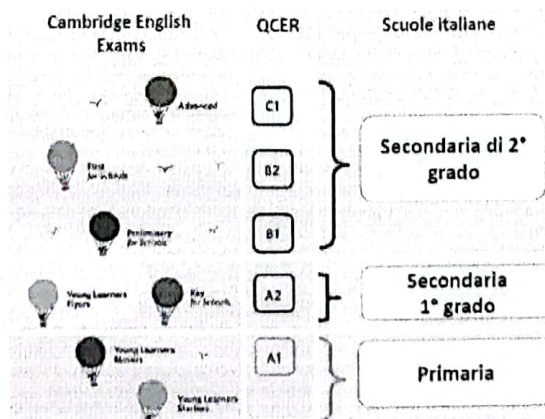 Cambridge English
Exams
QCER
Scuole italiane
Advanced
C1
First
for Schools
B2
Secondaria di 2°
grado
Preliminary
for Schools
B1
Young Learners
Flyers
Key
for Schools
A2
Secondaria
1° grado
Young Learners
Movers
A1
Young Learners
Starters
Primaria